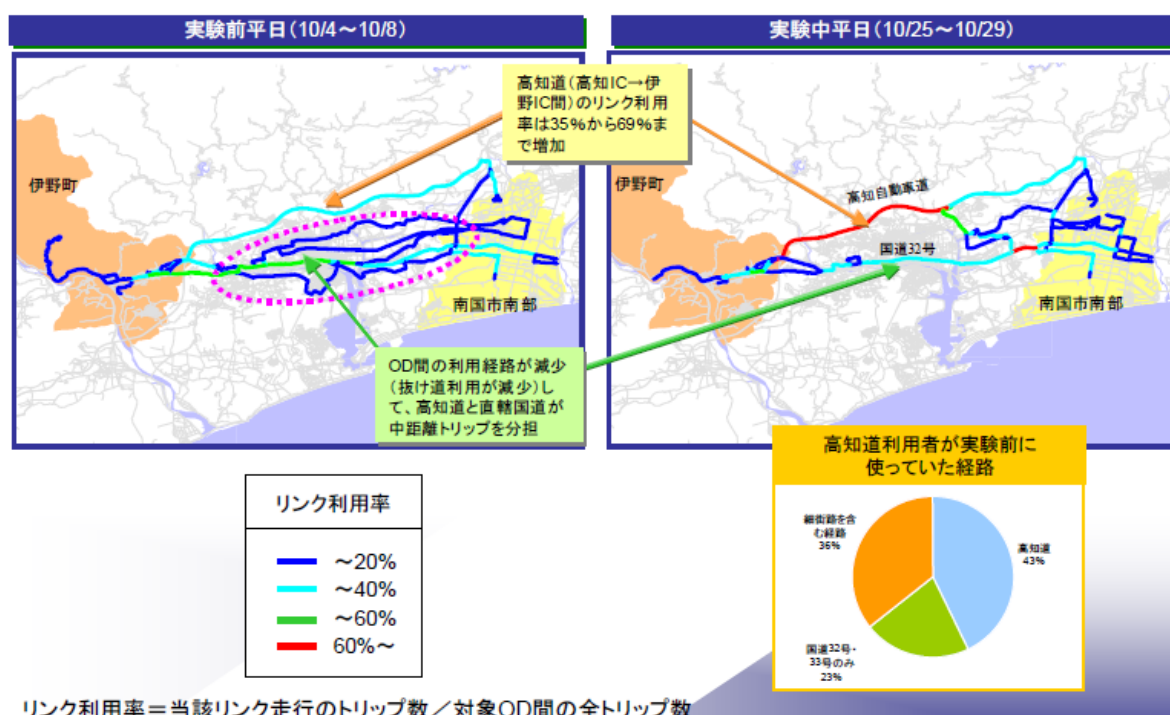 実験前平日(10/4～10/8)
実験中平日(10/25～10/29)
高知道(高知IC→伊
野IC間)のリンク利用
率は35%から69%ま
で増加
伊野町
南国市南部
伊野町
高知自動車道
国道32号
南国市南部
OD間の利用経路が減少
(抜け道利用が減少)し
て、高知道と直轄国道が
中距離トリップを分担
リンク利用率
～20%
～40%
～60%
60%～
高知道利用者が実験前に
使っていた経路
細街路を含
む経路
36%
高知道
43%
国道32号・
33号のみ
23%
リンク利用率＝当該リンク走行のトリップ数／対象OD間の全トリップ数